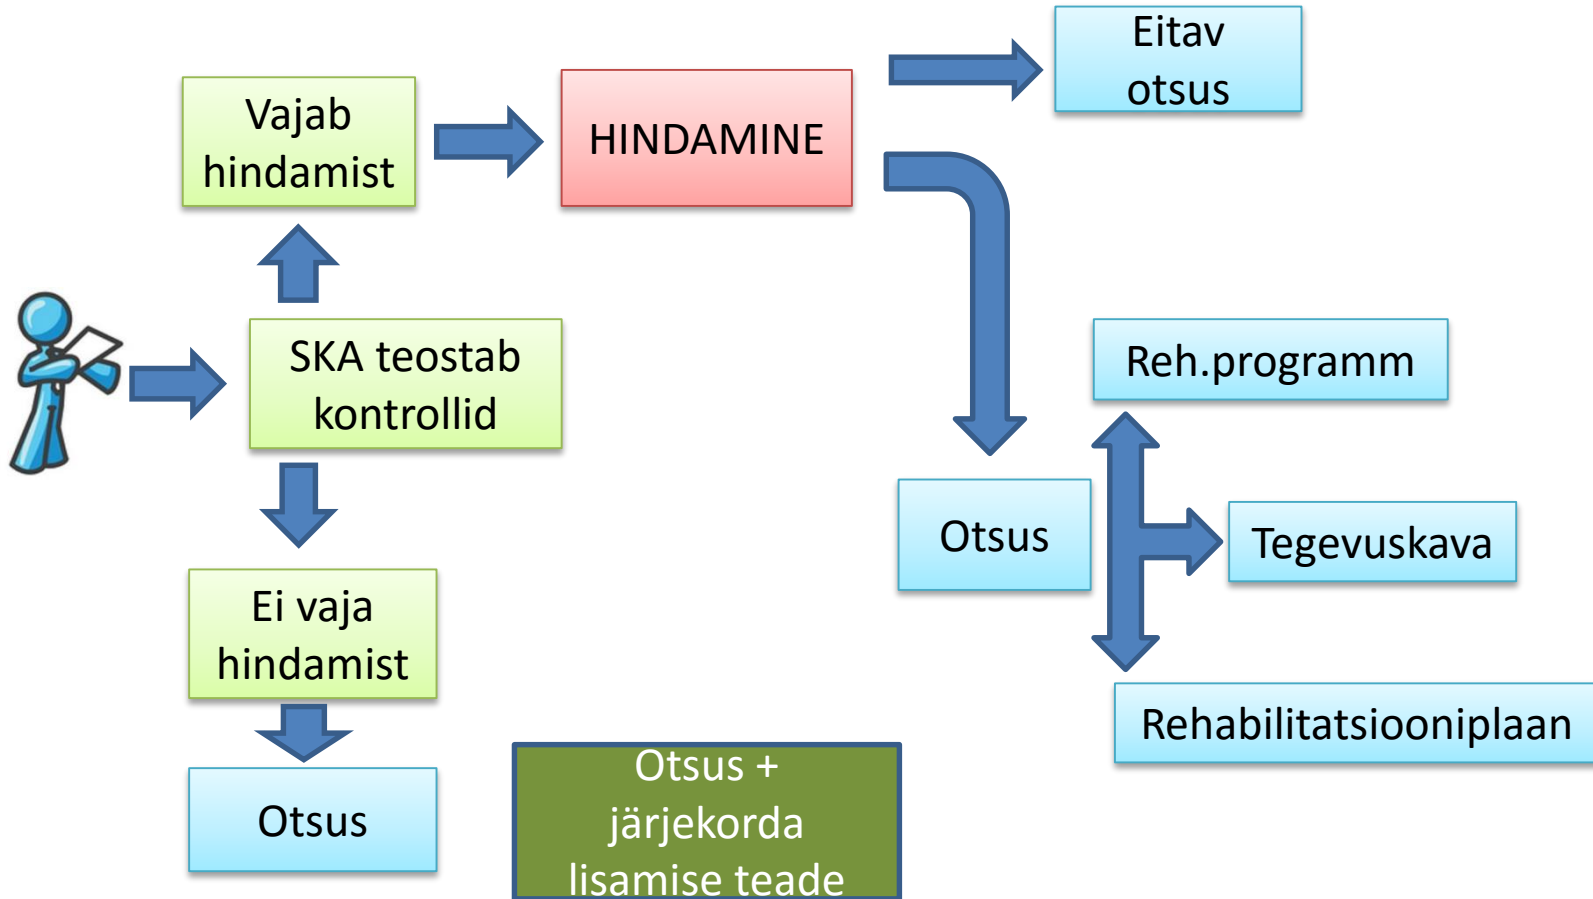 Eitav
otsus
Vajab
hindamist
HINDAMINE
SKA teostab
kontrollid
Reh.programm
Otsus
Tegevuskava
Ei vaja
hindamist
Rehabilitatsiooniplaan
Otsus
Otsus +
järjekorda
lisamise teade